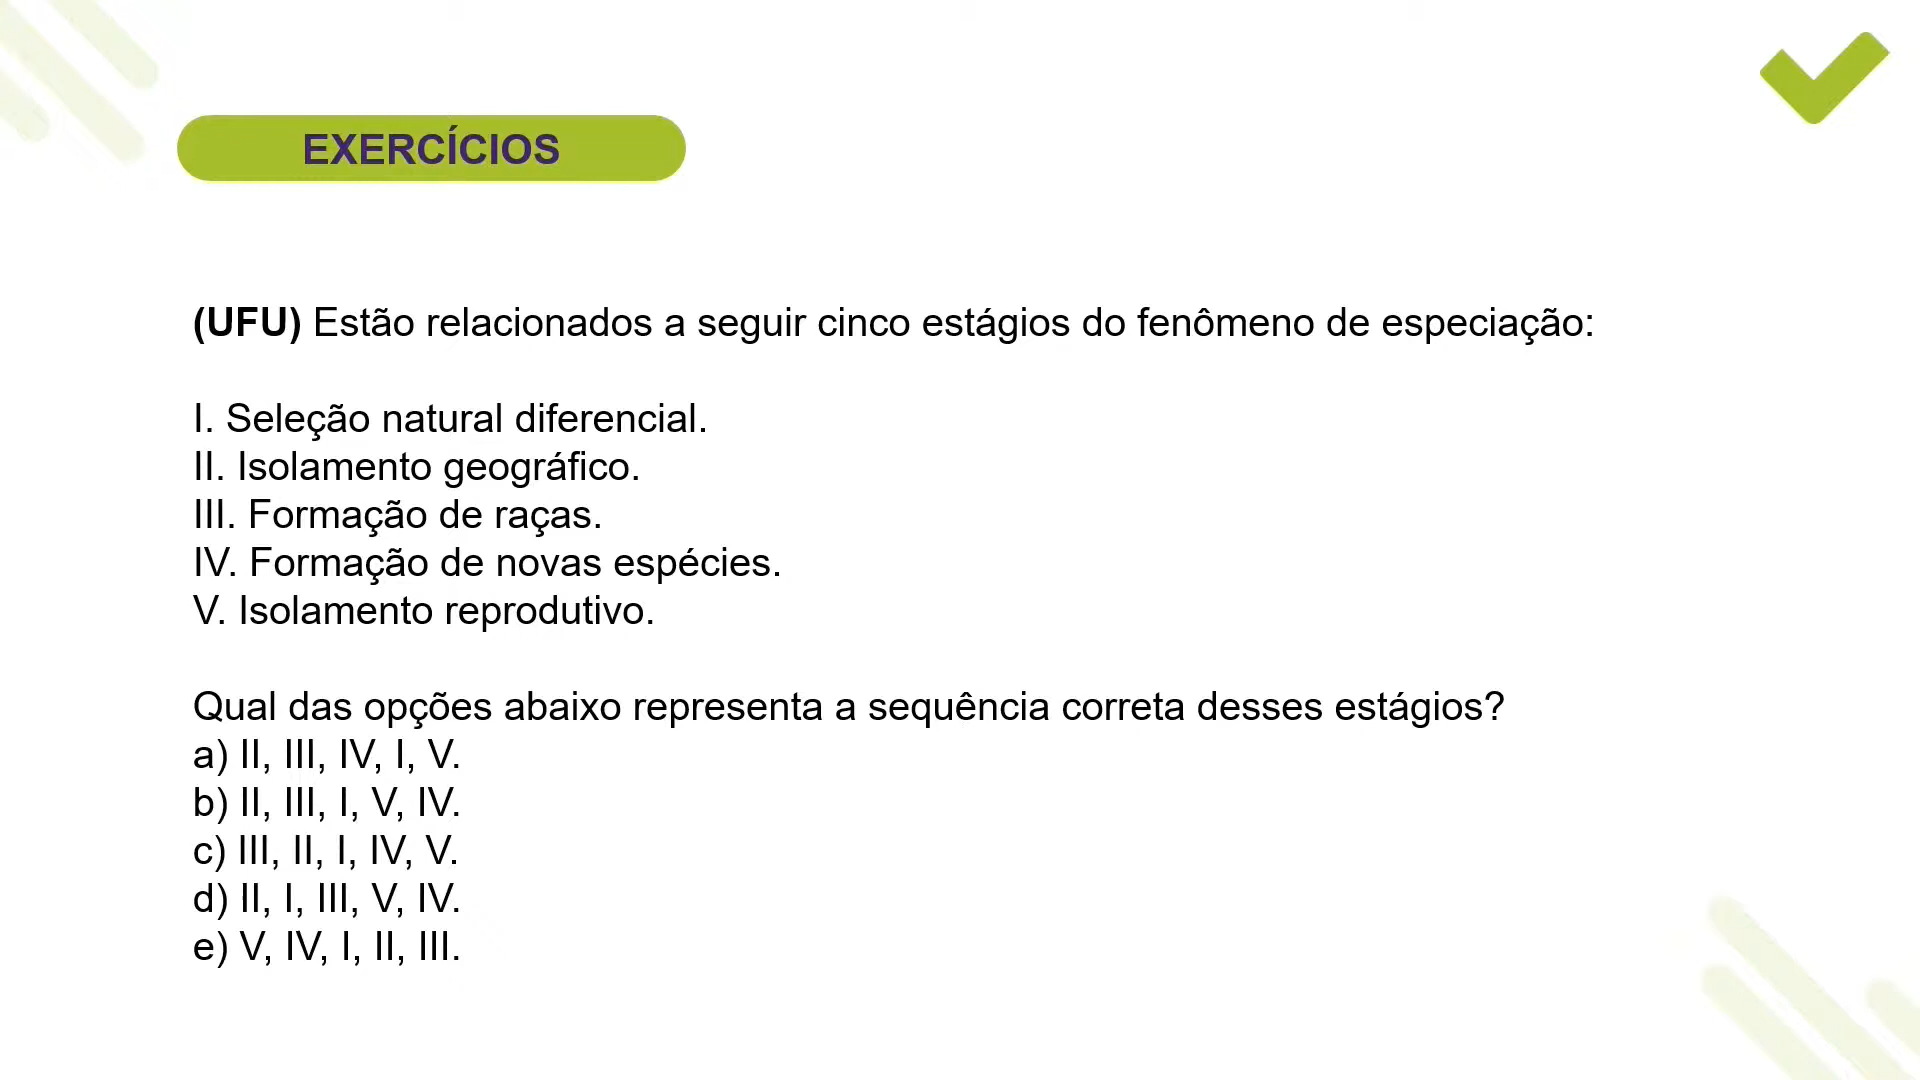 EXERCÍCIOS
(UFU) Estão relacionados a seguir cinco estágios do fenômeno de especiação:
I. Seleção natural diferencial.
II. Isolamento geográfico.
III. Formação de raças.
IV. Formação de novas espécies.
V. Isolamento reprodutivo.
Qual das opções abaixo representa a sequência correta desses estágios?
a) II, III, IV, I, V.
b) II, III, I, V, IV.
c) III, II, I, IV, V.
d) II, I, III, V, IV.
e) V, IV, I, II, III.